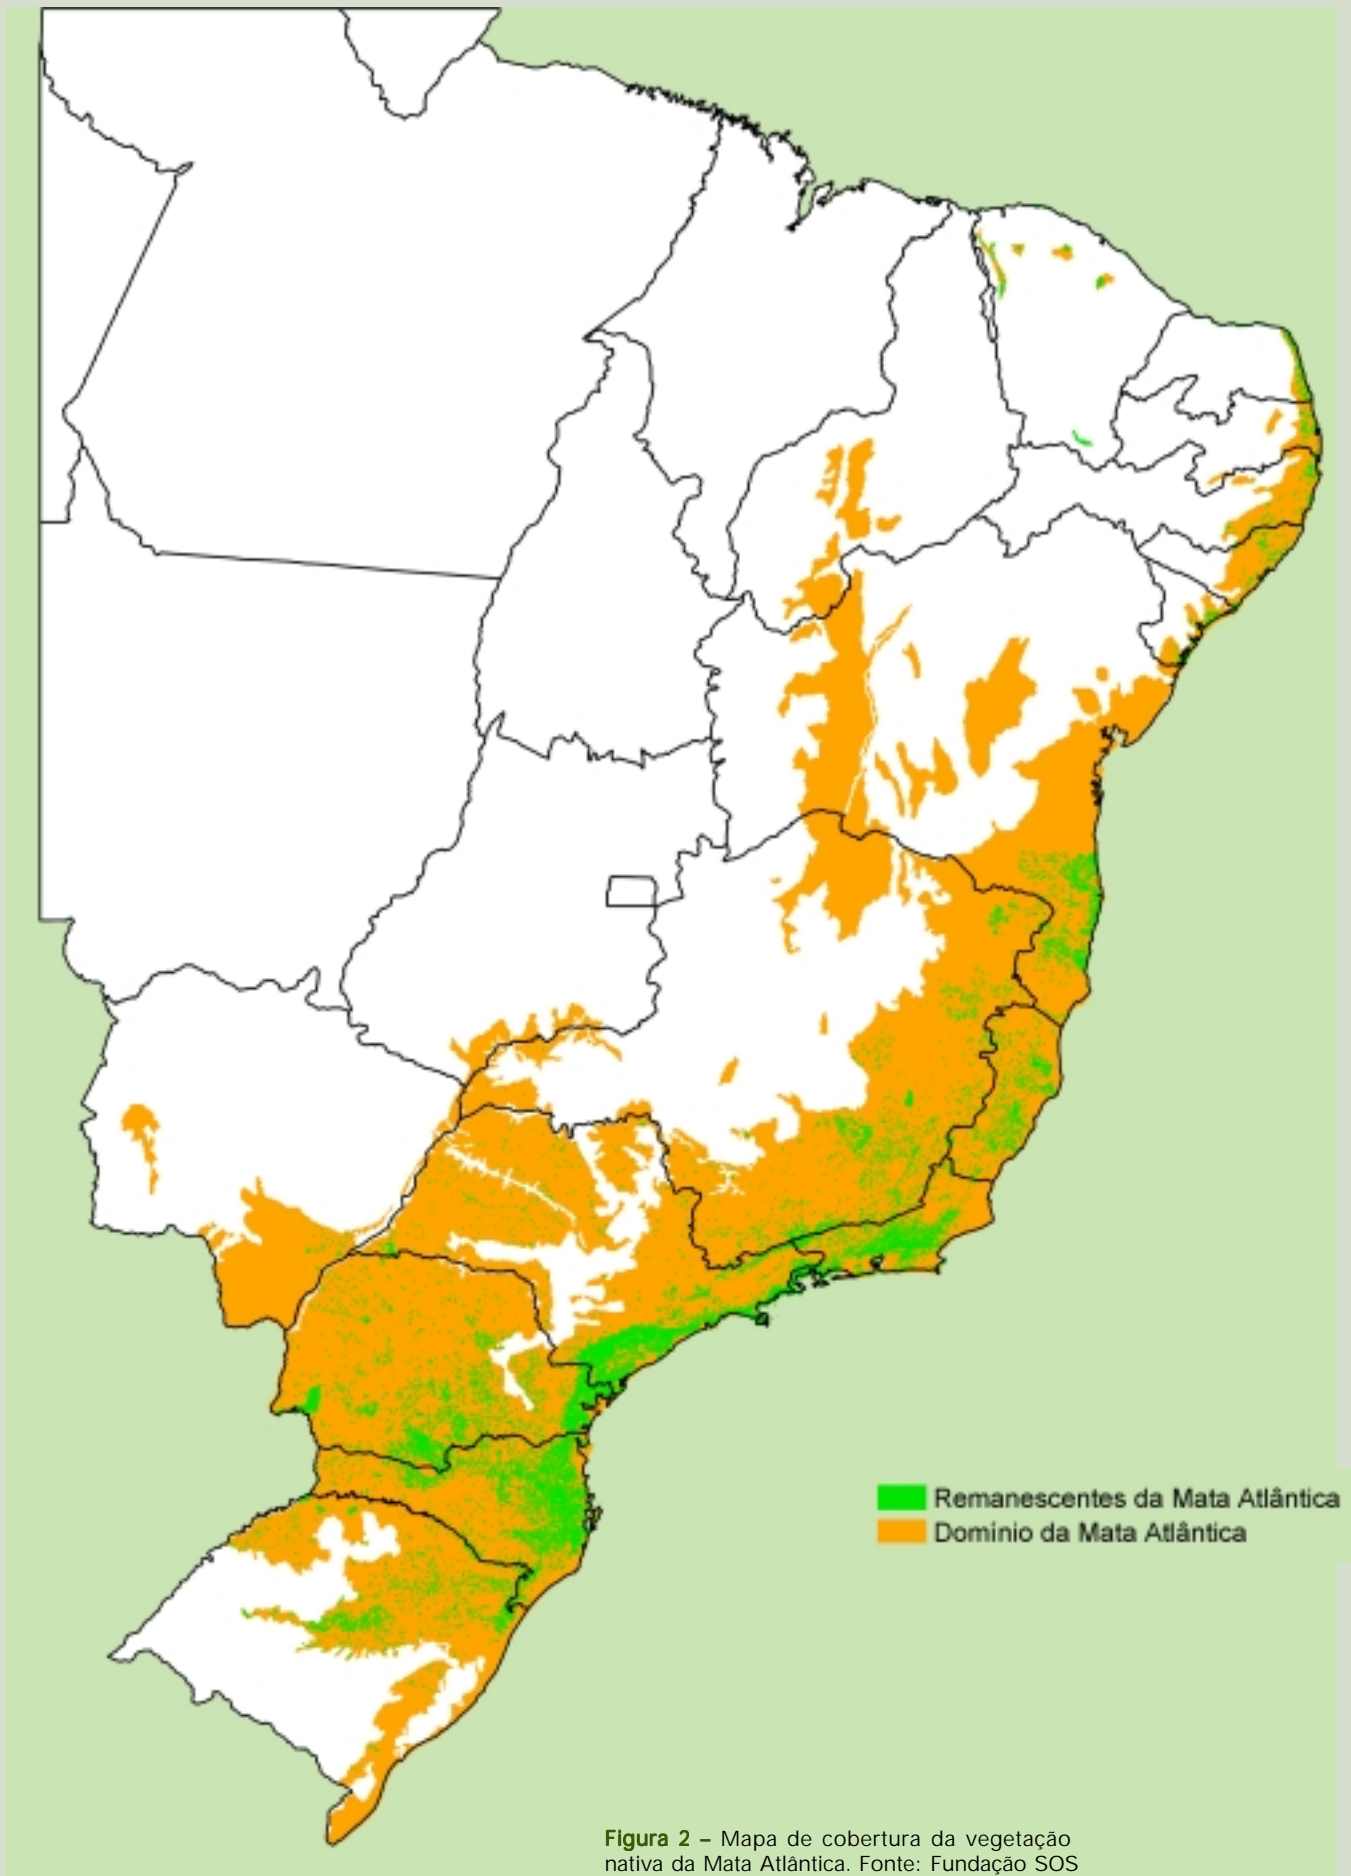 Remanescentes da Mata Atlântica
Domínio da Mata Atlântica
Figura 2 – Mapa de cobertura da vegetação
nativa da Mata Atlântica. Fonte: Fundação SOS